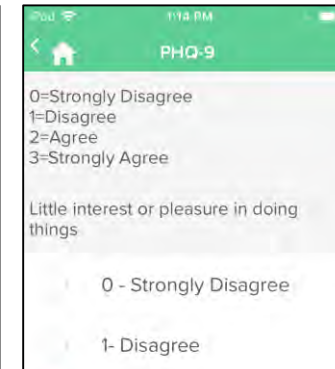 iPod
1:14 PM
PHQ-9
0=Strongly Disagree
1=Disagree
2=Agree
3=Strongly Agree
Little interest or pleasure in doing
things
0 - Strongly Disagree
1- Disagree